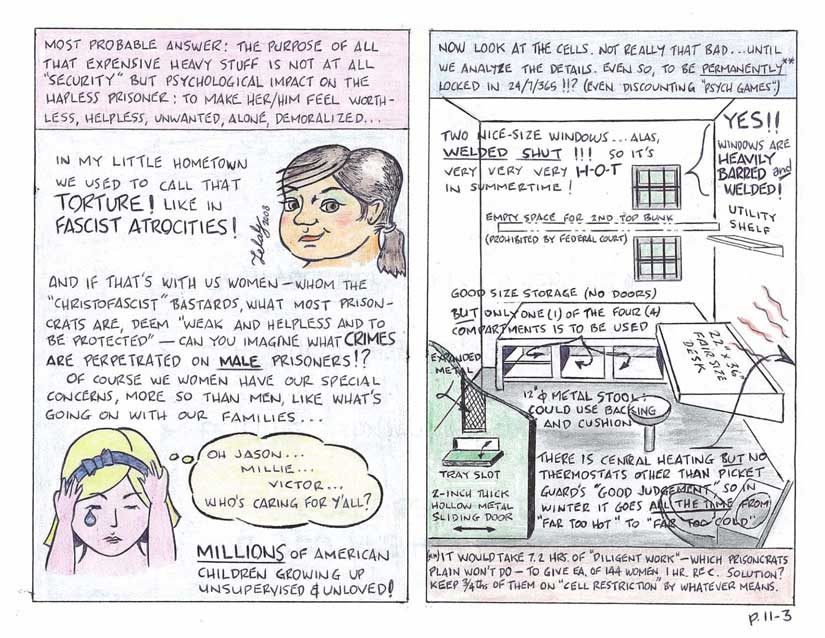 MOST PROBABLE ANSWER: THE PURPOSE OF ALL
THAT EXPENSIVE HEAVY STUFF IS NOT AT ALL
"SECURITY" BUT PSYCHOLOGICAL IMPACT ON THE
HAPLESS PRISONER: TO MAKE HER/HIM FEEL WORTH-
LESS, HELPLESS, UNWANTED, ALONE, DEMORALIZED...
IN MY LITTLE HOMETOWN
WE USED TO CALL THAT
TORTURE! LIKE IN
FASCIST ATROCITIES!
2008
AND IF THAT'S WITH US WOMEN—WHOM THE
"CHRISTOFASCIST" BASTARDS, WHAT MOST PRISON-
CRATS ARE, DEEM "WEAK AND HELPLESS AND TO
BE PROTECTED"—CAN YOU IMAGINE WHAT CRIMES
ARE PERPETRATED ON MALE PRISONERS!?
OF COURSE WE WOMEN HAVE OUR SPECIAL
CONCERNS, MORE SO THAN MEN, LIKE WHAT'S
GOING ON WITH OUR FAMILIES...
OH JASON...
MILLIE...
VICTOR...
WHO'S CARING FOR Y'ALL?
MILLIONS OF AMERICAN
CHILDREN GROWING UP
UNSUPERVISED & UNLOVED!
NOW LOOK AT THE CELLS. NOT REALLY THAT BAD...UNTIL
WE ANALYZE THE DETAILS. EVEN SO, TO BE PERMANENTLY**
LOCKED IN 24/7/365!!? (EVEN DISCOUNTING "PSYCH GAMES")
TWO NICE-SIZE WINDOWS...ALAS,
WELDED SHUT!!! SO IT'S
VERY VERY VERY H-O-T
IN SUMMERTIME!
YES!!
WINDOWS ARE
HEAVILY
BARRED and
WELDED!
UTILITY
SHELF
EMPTY SPACE FOR 2ND TOP BUNK
(PROHIBITED BY FEDERAL COURT)
GOOD SIZE STORAGE (NO DOORS)
BUT ONLY ONE (1) OF THE FOUR (4)
COMPARTMENTS IS TO BE USED
22" x 36"
FAIR SIZE
DESK
EXPANDED
METAL
12" φ METAL STOOL:
COULD USE BACKING
AND CUSHION
TRAY SLOT
2-INCH THICK
HOLLOW METAL
SLIDING DOOR
THERE IS CENTRAL HEATING BUT NO
THERMOSTATS OTHER THAN PICKET
GUARD'S "GOOD JUDGEMENT," SO IN
WINTER IT GOES ALL THE TIME FROM
"FAR TOO HOT" TO "FAR TOO COLD"
**)IT WOULD TAKE 7.2 HRS. OF "DILIGENT WORK"—WHICH PRISONCRATS
PLAIN WON'T DO—TO GIVE EA. OF 144 WOMEN 1 HR. REC. SOLUTION?
KEEP 3/4ths OF THEM ON "CELL RESTRICTION" BY WHATEVER MEANS.
P.11-3